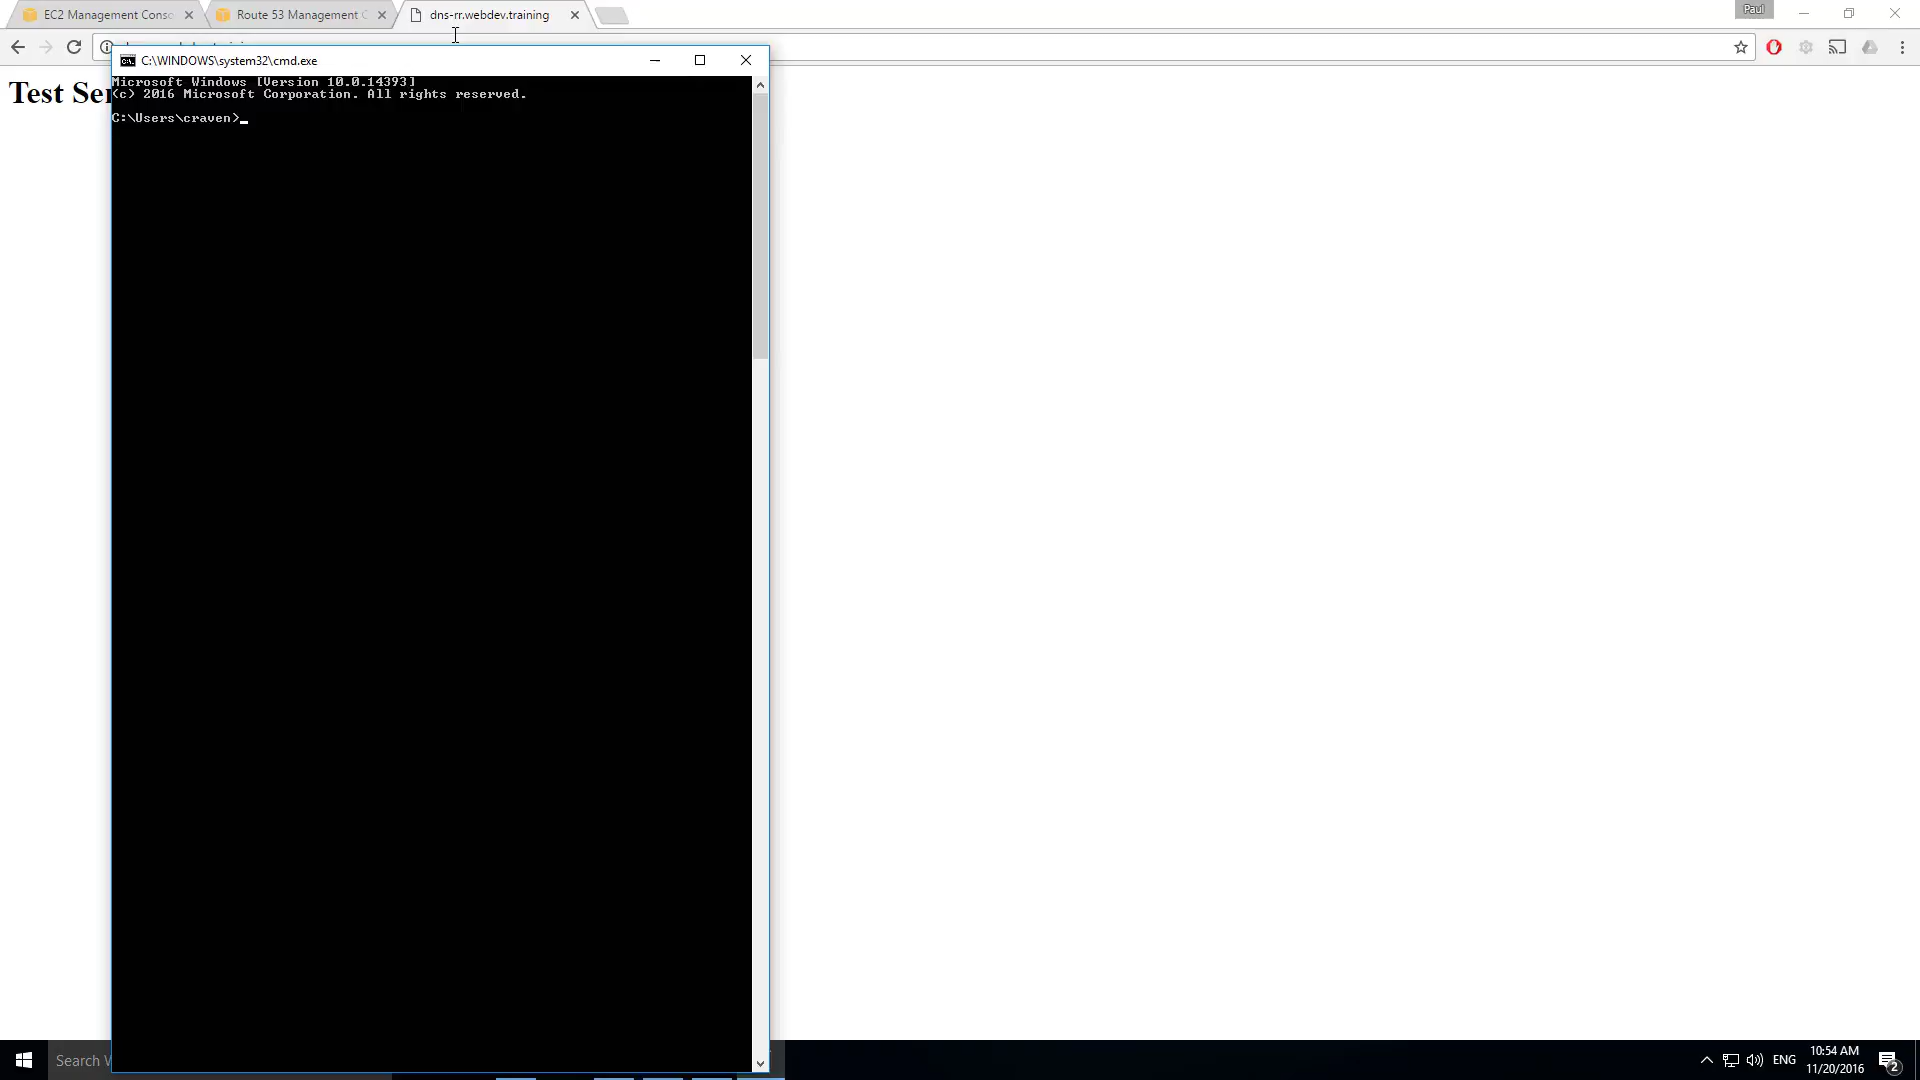 EC2 Management Conso
Route 53 Management C
dns-rr.webdev.training
Paul
C:\WINDOWS\system32\cmd.exe
Test Ser
Microsoft Windows [Version 10.0.14393]
(c) 2016 Microsoft Corporation. All rights reserved.
C:\Users\craven>
Search W
ENG
10:54 AM
11/20/2016
2